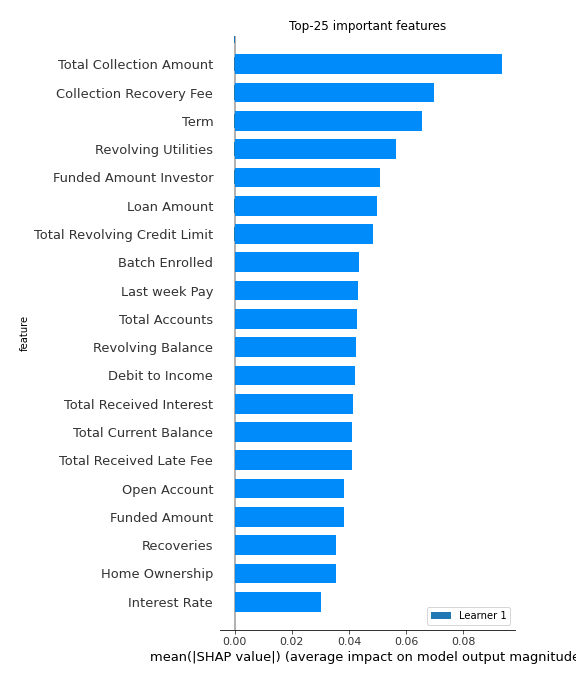 Top-25 important features
Total Collection Amount
Collection Recovery Fee
Term
Revolving Utilities
Funded Amount Investor
Loan Amount
Total Revolving Credit Limit
Batch Enrolled
Last week Pay
Total Accounts
Revolving Balance
Debit to Income
Total Received Interest
Total Current Balance
Total Received Late Fee
Open Account
Funded Amount
Recoveries
Home Ownership
Interest Rate
feature
Learner 1
0.00 0.02 0.04 0.06 0.08
mean(|SHAP value|) (average impact on model output magnitude